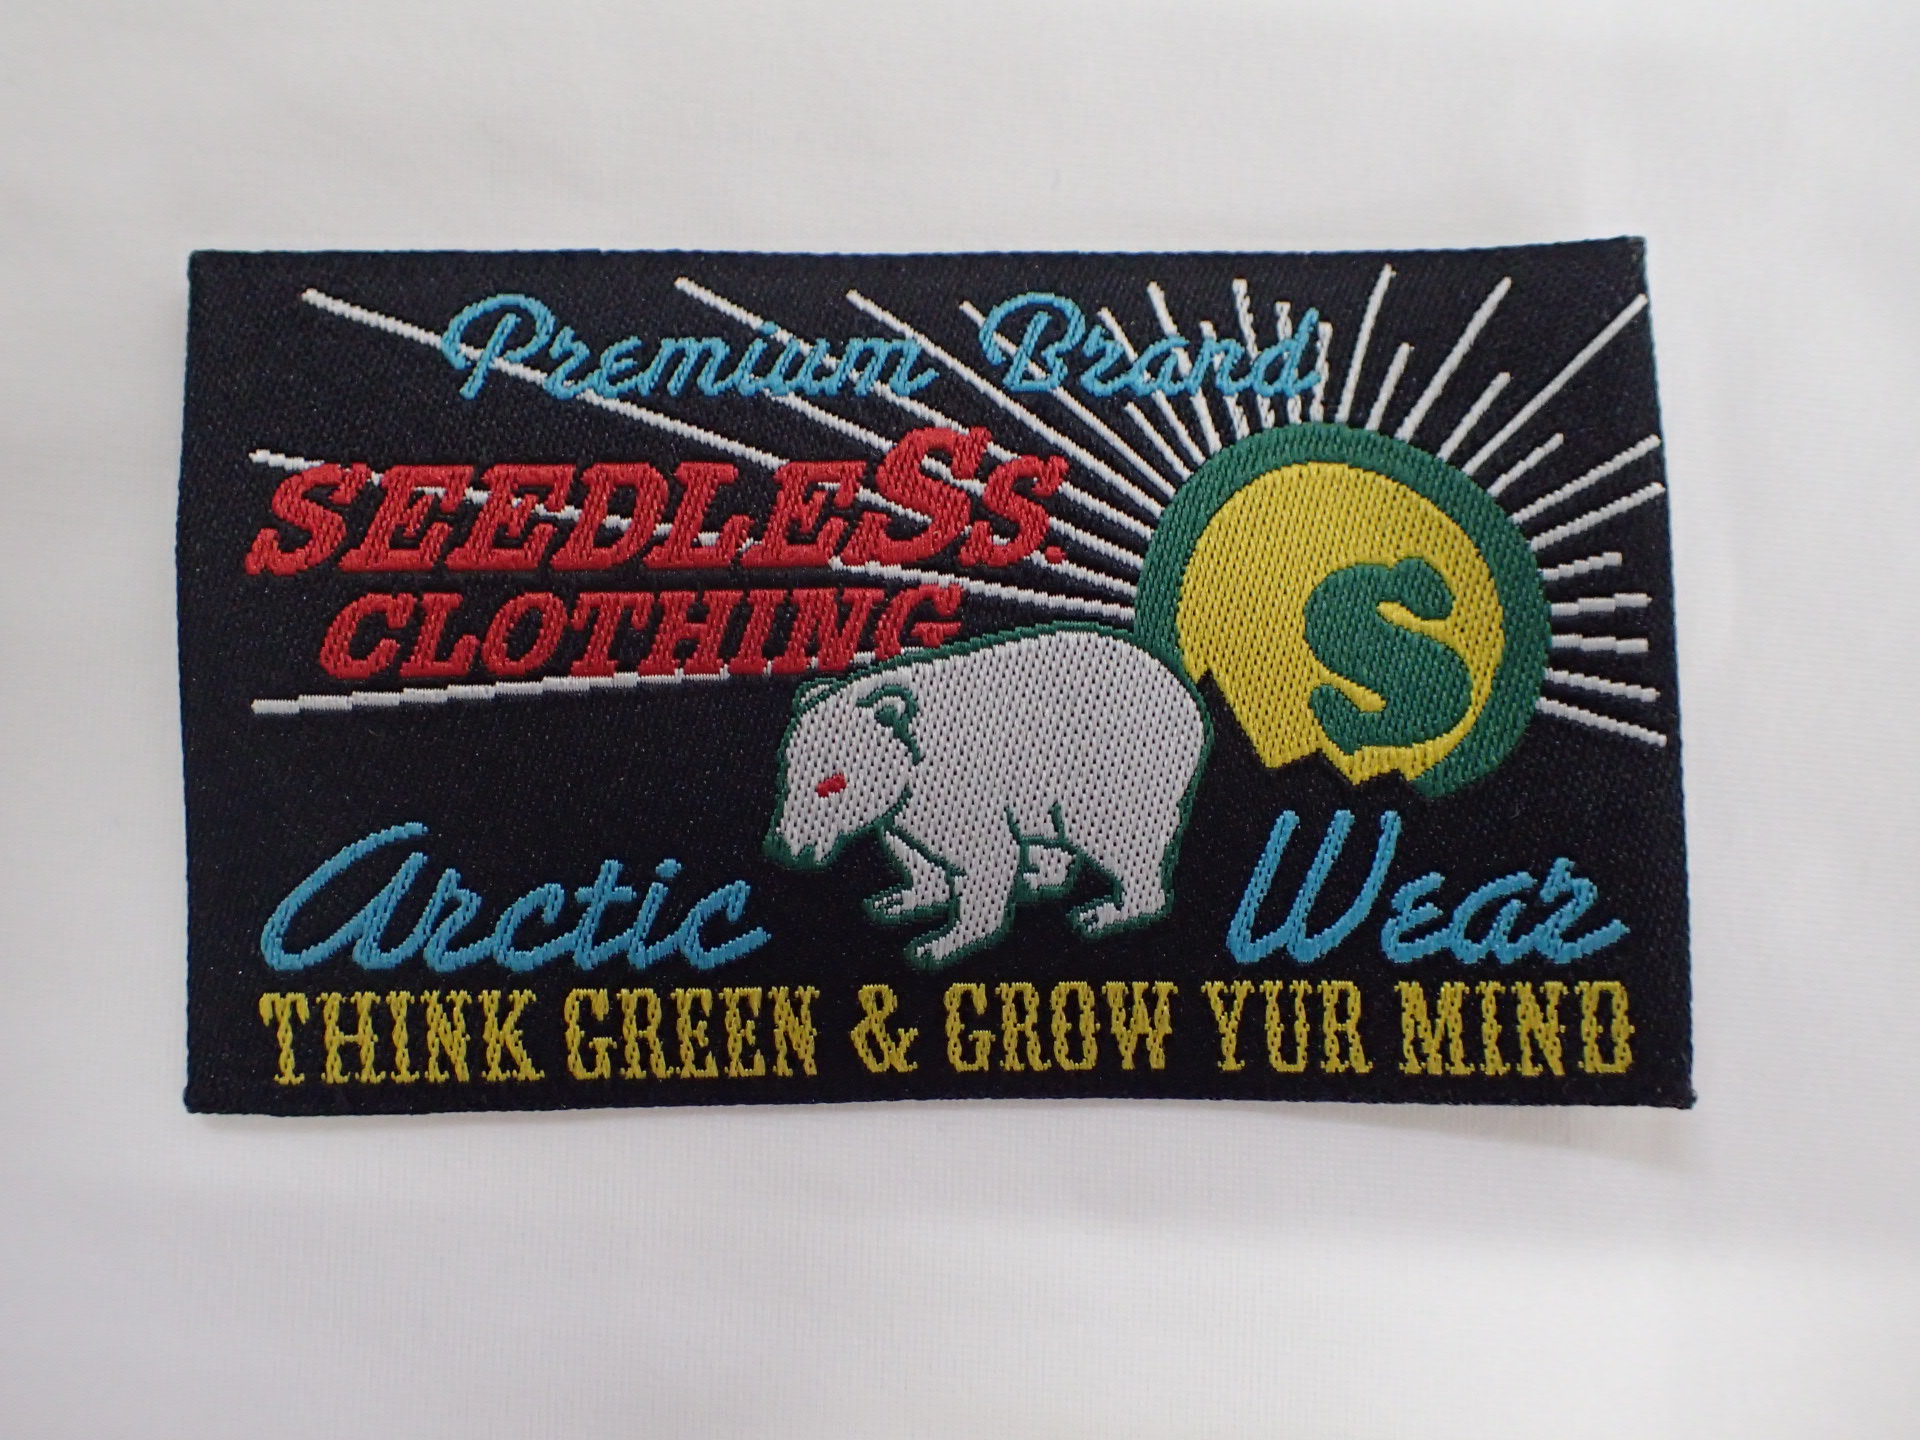 Premium Brand
SEEDLESS.
CLOTHING
S
Arctic Wear
THINK GREEN & GROW YUR MIND